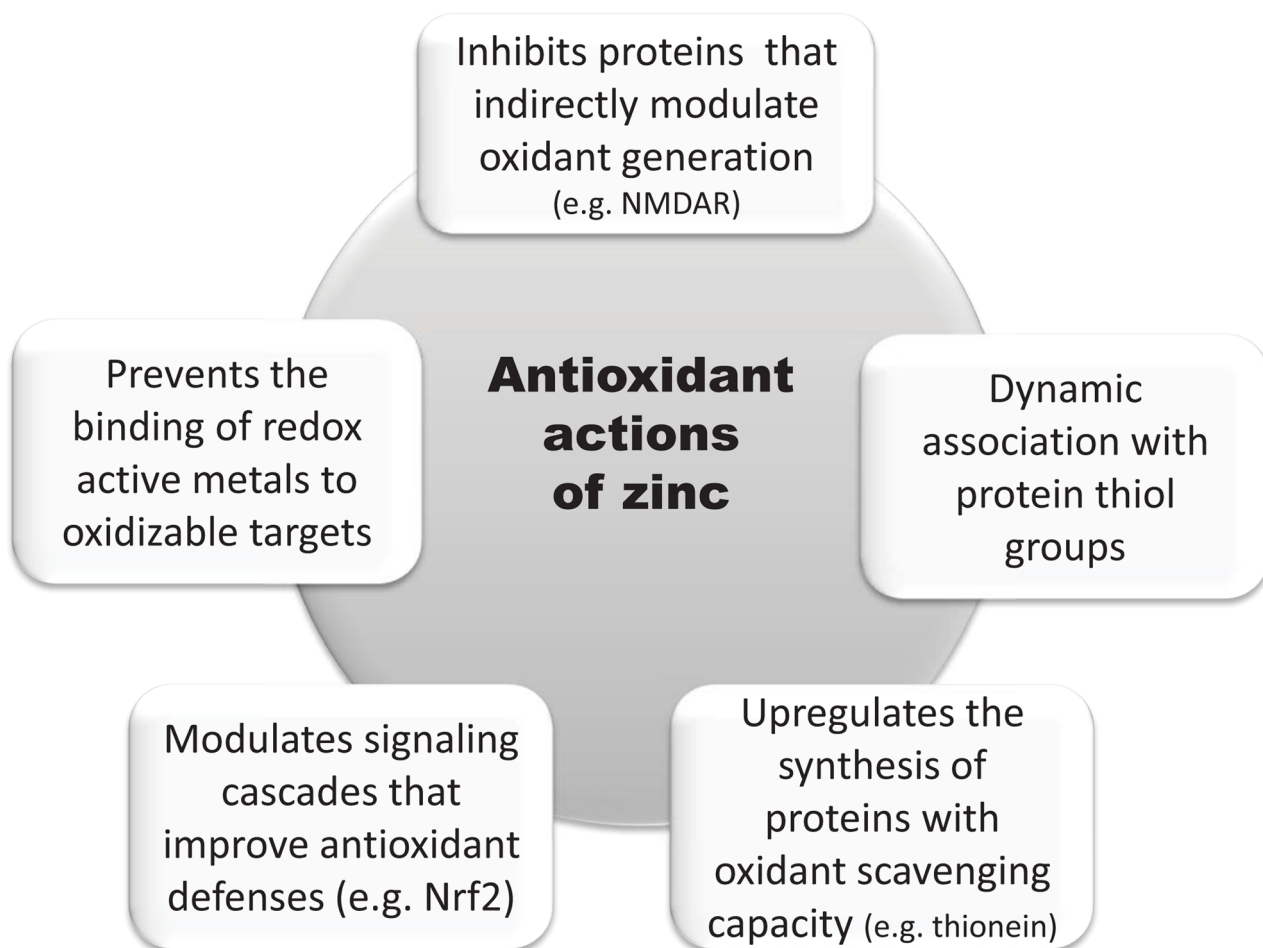 Inhibits proteins that
indirectly modulate
oxidant generation
(e.g. NMDAR)
Antioxidant
actions
of zinc
Prevents the
binding of redox
active metals to
oxidizable targets
Dynamic
association with
protein thiol
groups
Modulates signaling
cascades that
improve antioxidant
defenses (e.g. Nrf2)
Upregulates the
synthesis of
proteins with
oxidant scavenging
capacity (e.g. thionein)